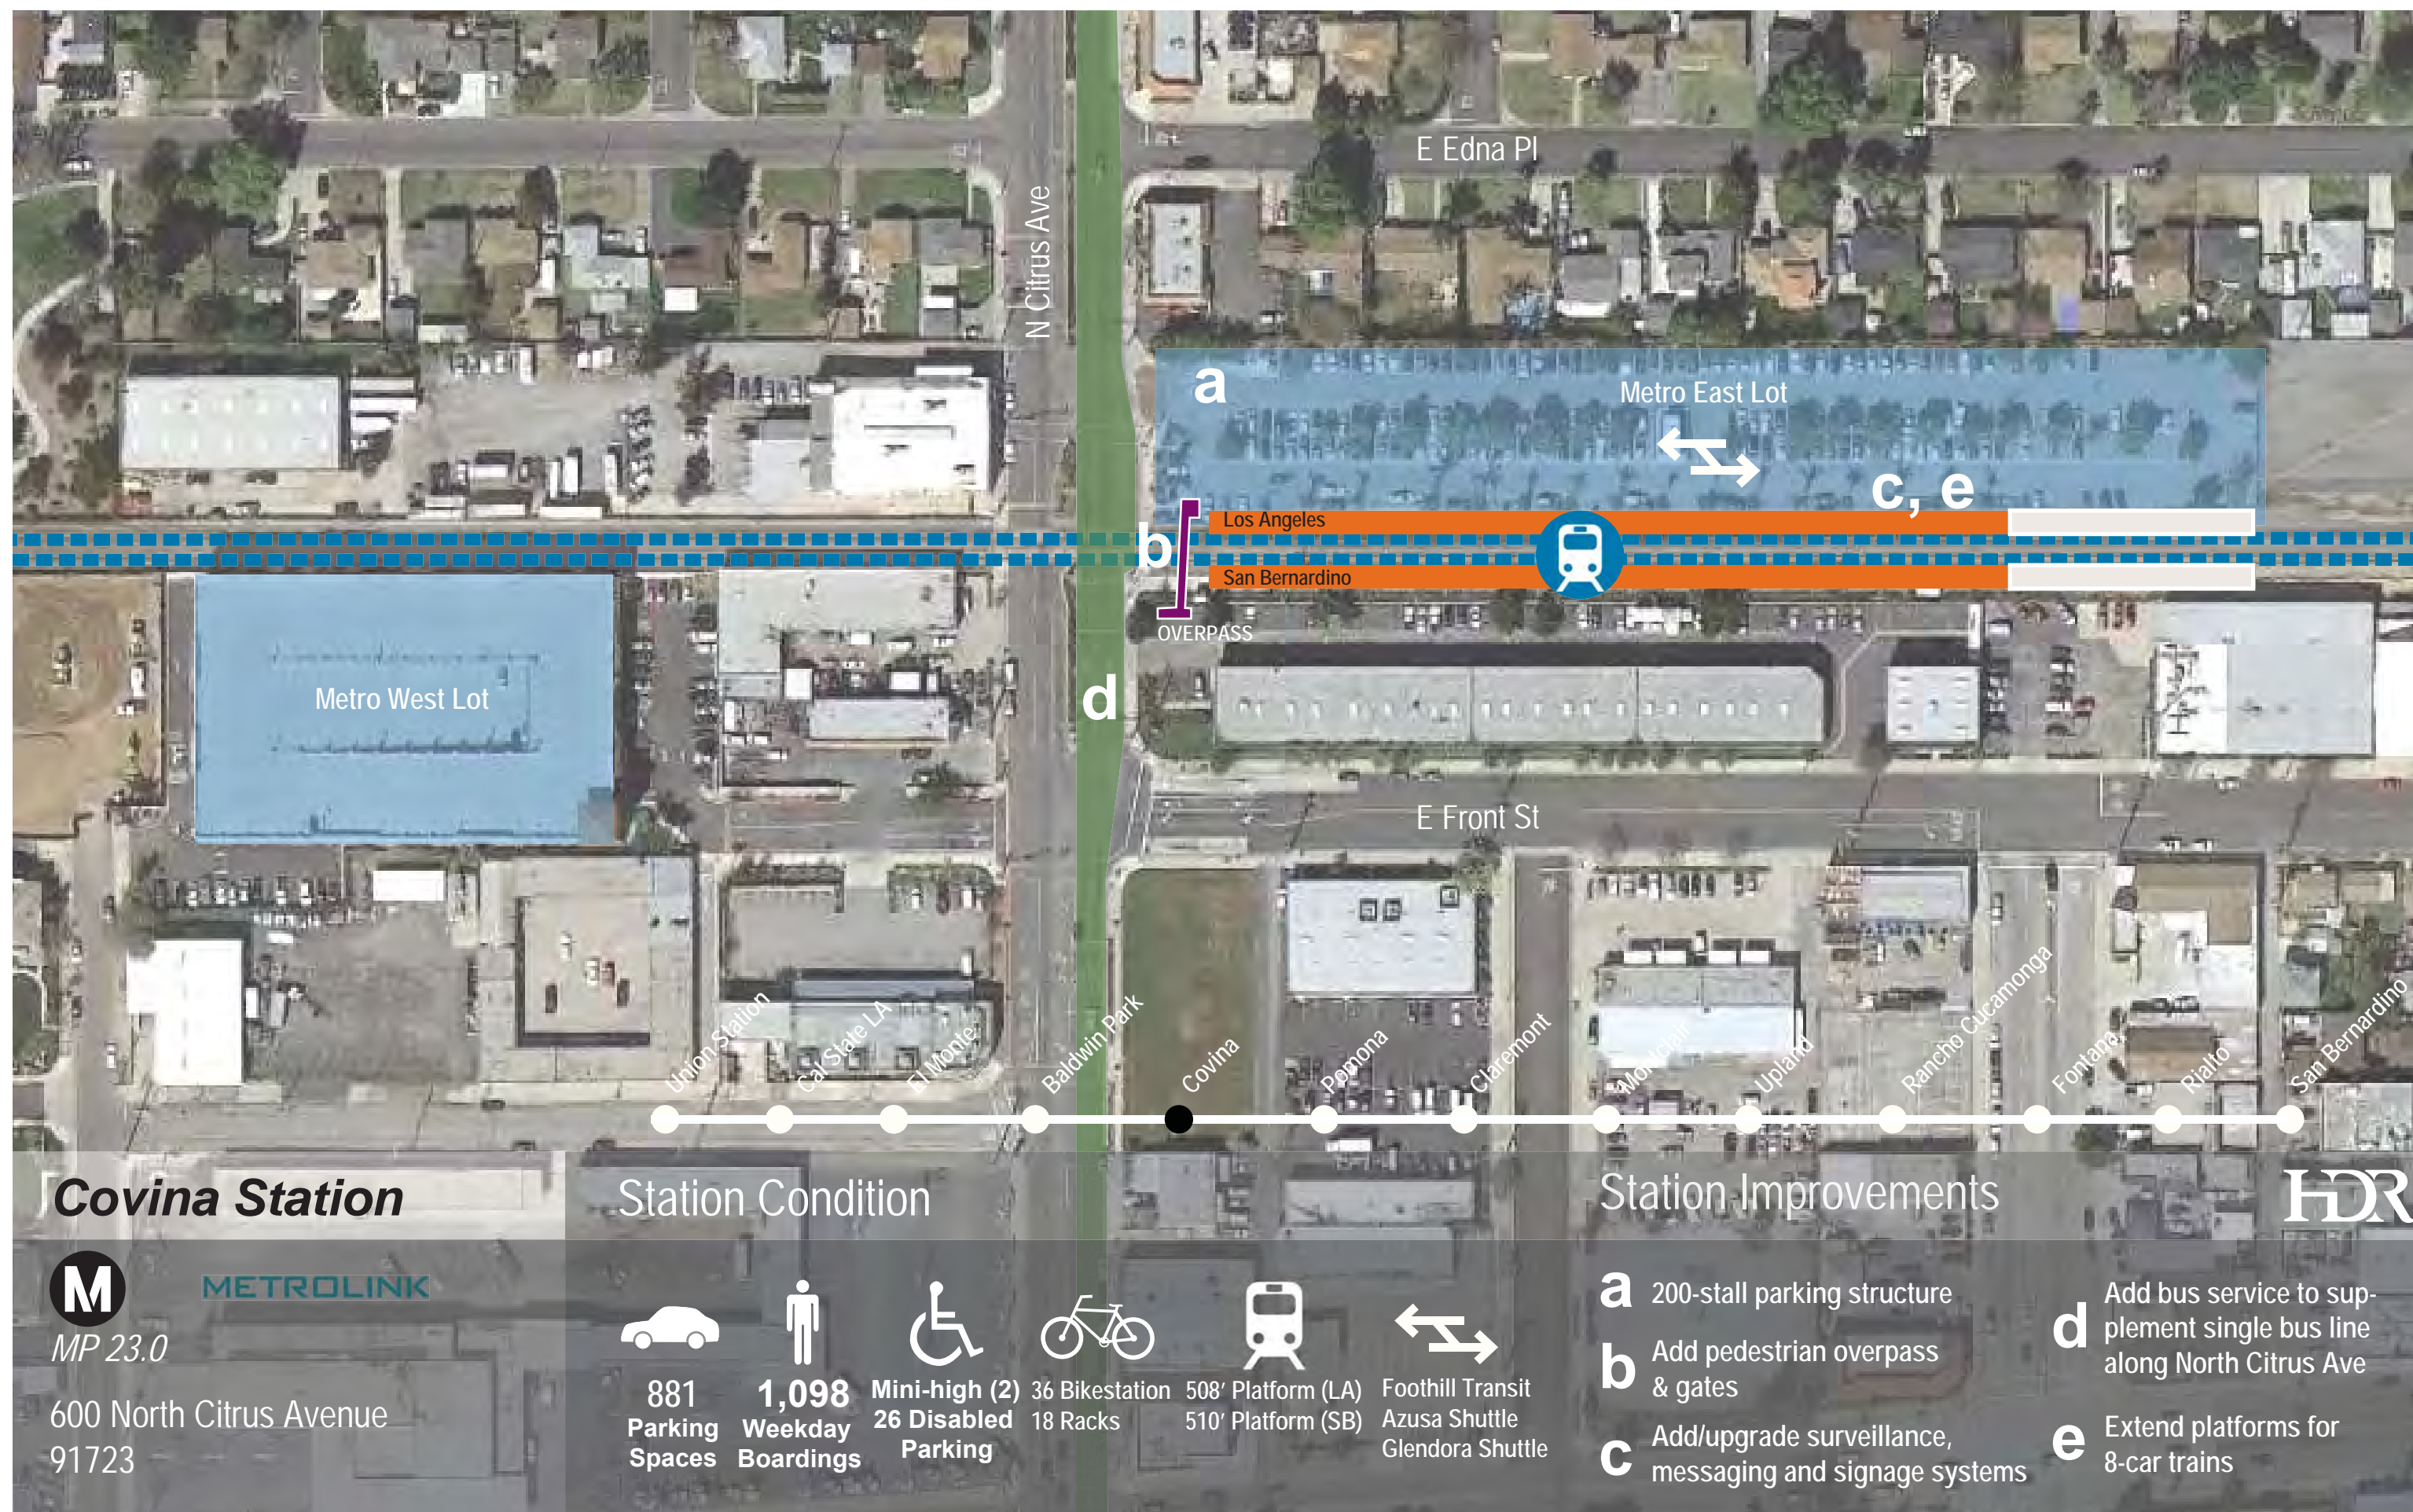 E Edna Pl
N Citrus Ave
a
Metro East Lot
c, e
Los Angeles
b
San Bernardino
OVERPASS
Metro West Lot
d
E Front St
Union Station
Cal State LA
El Monte
Baldwin Park
Covina
Pomona
Claremont
Montclair
Upland
Rancho Cucamonga
Fontana
Rialto
San Bernardino
Covina Station
M
METROLINK
MP 23.0
600 North Citrus Avenue
91723
Station Condition
881
Parking
Spaces
1,098
Weekday
Boardings
Mini-high (2)
26 Disabled
Parking
36 Bikestation
18 Racks
508' Platform (LA)
510' Platform (SB)
Foothill Transit
Azusa Shuttle
Glendora Shuttle
Station Improvements
HDR
a 200-stall parking structure
b Add pedestrian overpass
& gates
c Add/upgrade surveillance,
messaging and signage systems
d Add bus service to sup-
plement single bus line
along North Citrus Ave
e Extend platforms for
8-car trains